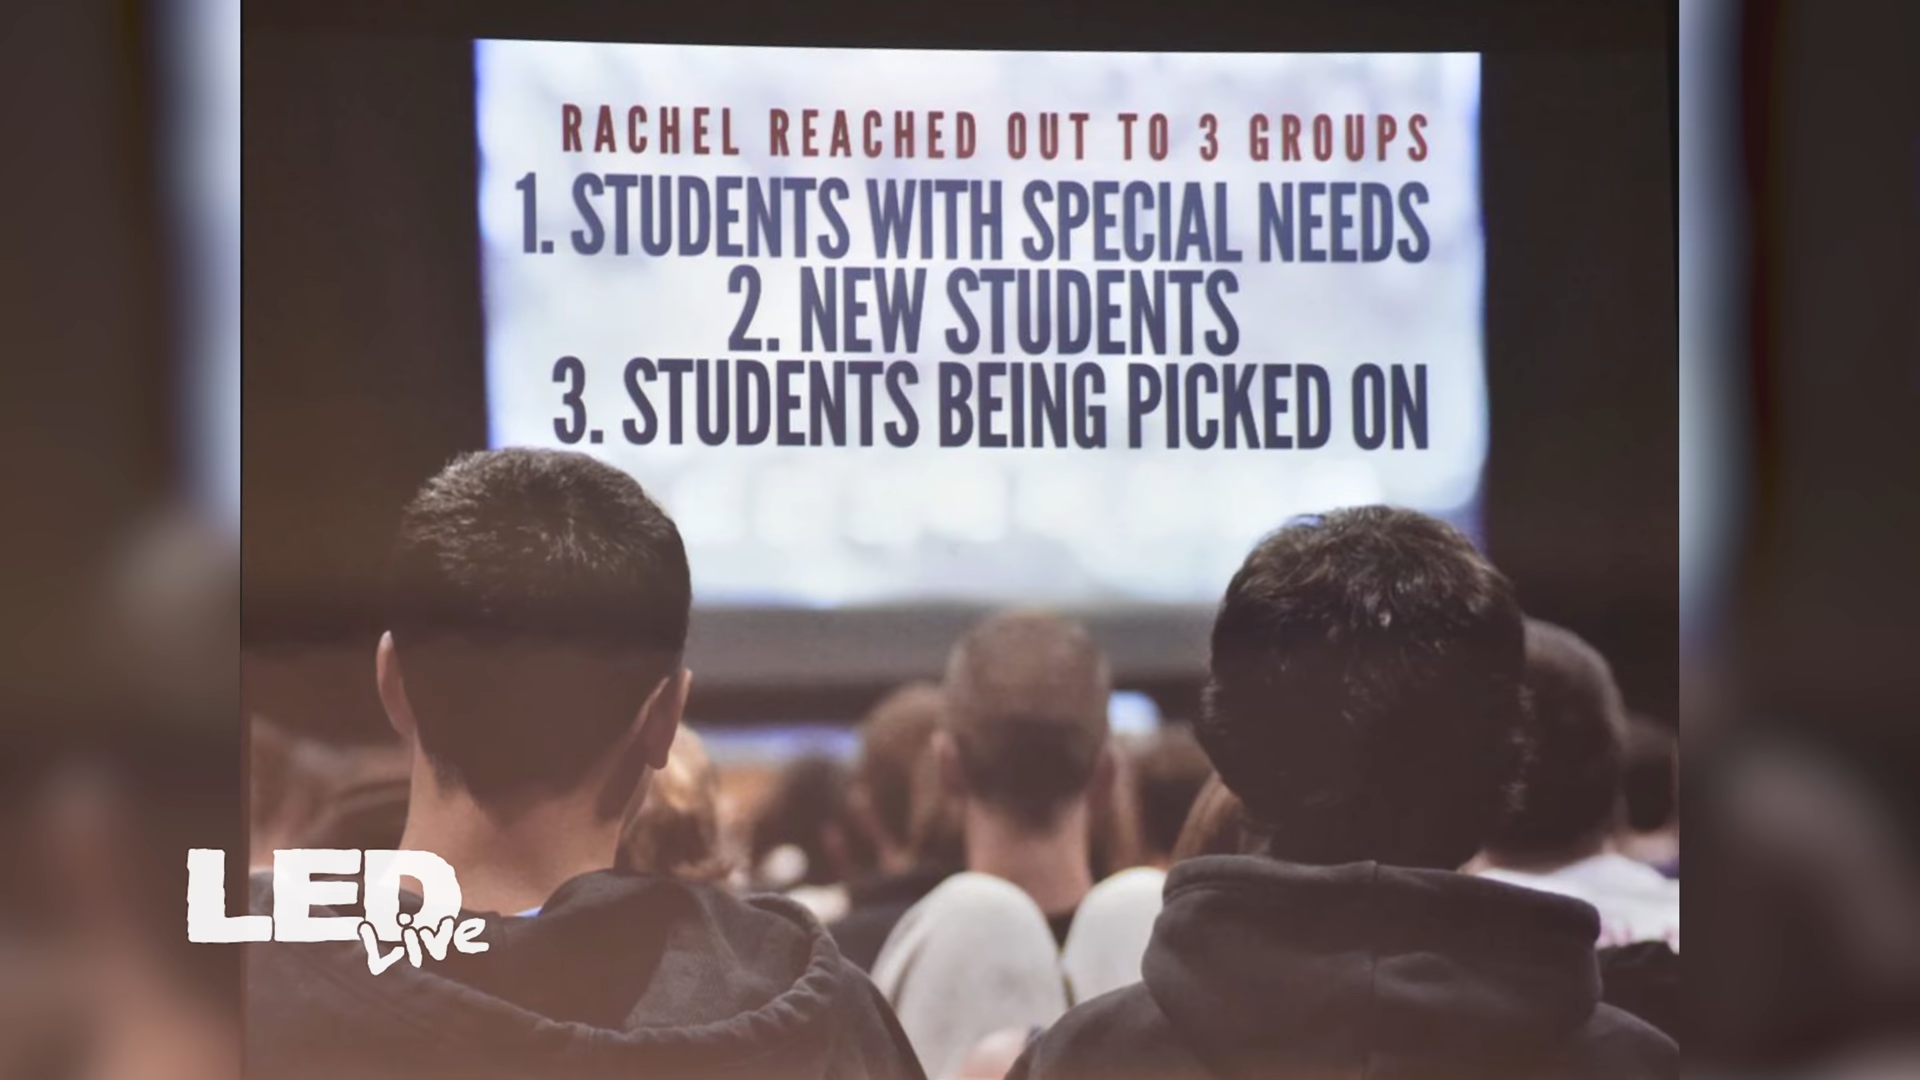 RACHEL REACHED OUT TO 3 GROUPS
1. STUDENTS WITH SPECIAL NEEDS
2. NEW STUDENTS
3. STUDENTS BEING PICKED ON
LED
Live